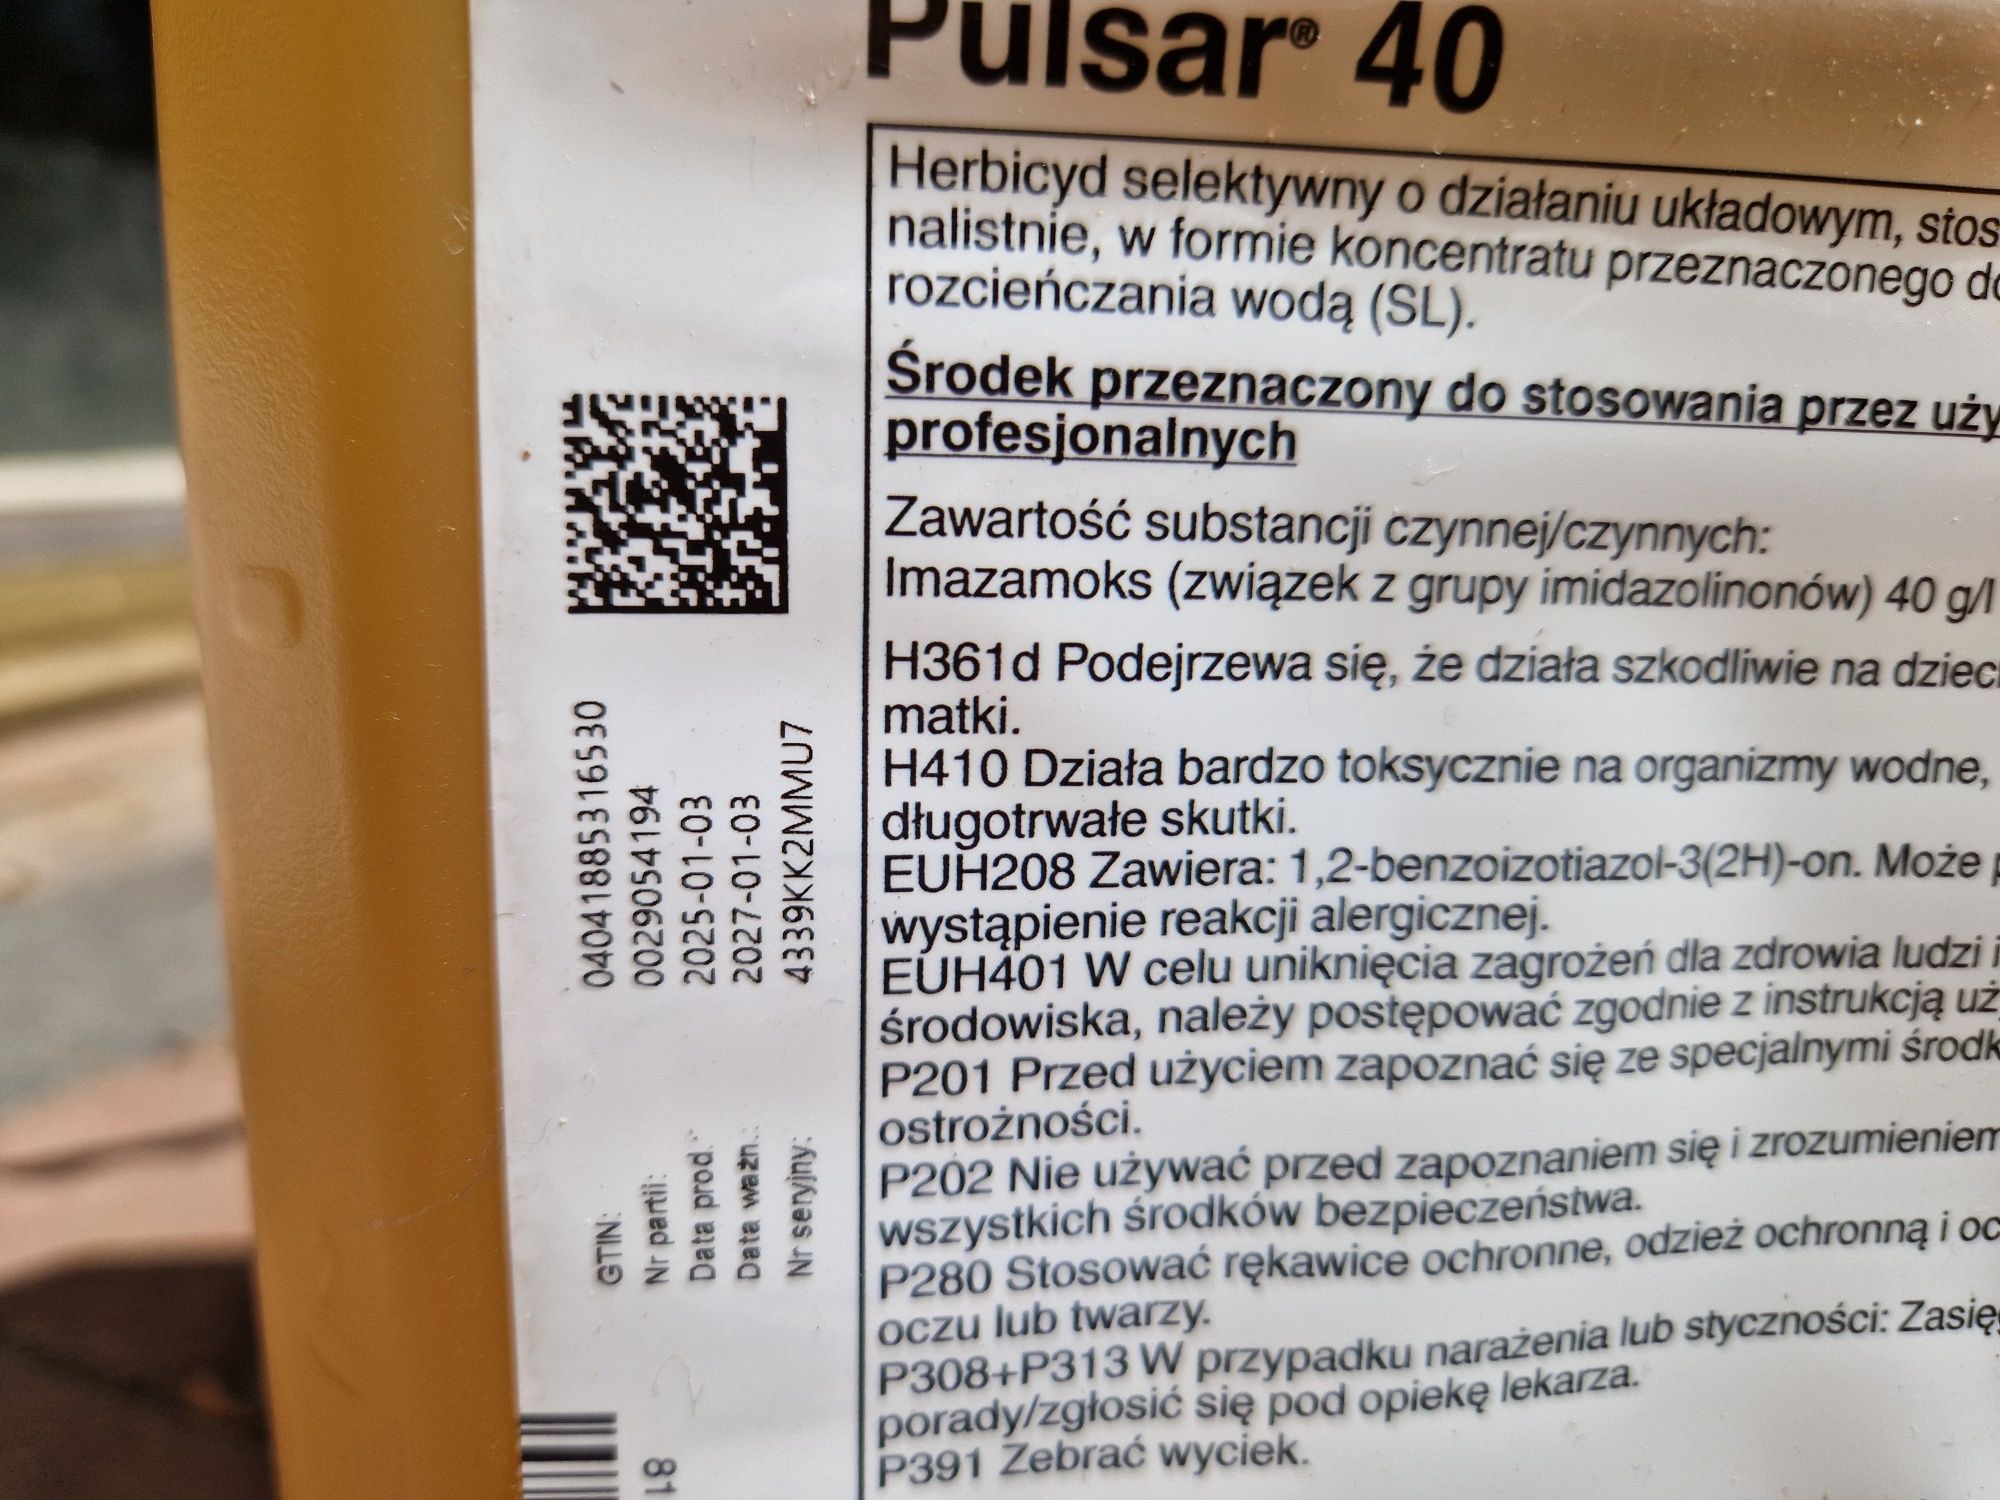 Pulsar® 40
Herbicyd selektywny o działaniu układowym, stos
nalistnie, w formie koncentratu przeznaczonego do
rozcieńczania wodą (SL).
Środek przeznaczony do stosowania przez uży
profesjonalnych
Zawartość substancji czynnej/czynnych:
Imazamoks (związek z grupy imidazolinonów) 40 g/l
H361d Podejrzewa się, że działa szkodliwie na dziec
matki.
H410 Działa bardzo toksycznie na organizmy wodne,
długotrwałe skutki.
EUH208 Zawiera: 1,2-benzoizotiazol-3(2H)-on. Może p
wystąpienie reakcji alergicznej.
EUH401 W celu uniknięcia zagrożeń dla zdrowia ludzi i
środowiska, należy postępować zgodnie z instrukcją uż
P201 Przed użyciem zapoznać się ze specjalnymi środk
ostrożności.
P202 Nie używać przed zapoznaniem się i zrozumieniem
wszystkich środków bezpieczeństwa.
P280 Stosować rękawice ochronne, odzież ochronną i oc
oczu lub twarzy.
P308+P313 W przypadku narażenia lub styczności: Zasię
porady/zgłosić się pod opiekę lekarza.
P391 Zebrać wyciek.
GTIN: 04041885316530
Nr partii: 0029054194
Data prod.: 2025-01-03
Data ważn.: 2027-01-03
Nr seryjny: 4339KK2MMU7
81